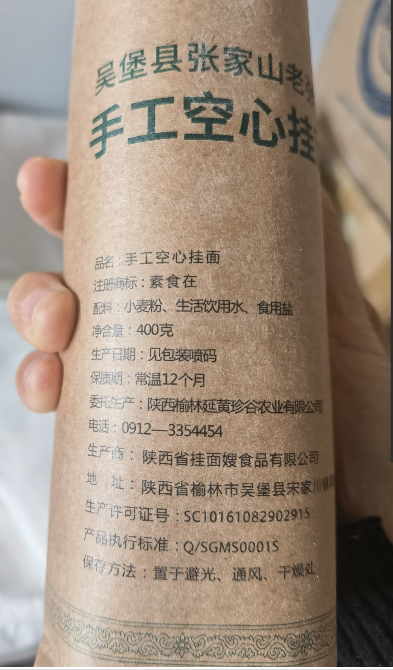 吴堡县张家山老
手工空心挂
品名：手工空心挂面
注册商标：素食在
配料：小麦粉、生活饮用水、食用盐
净含量：400克
生产日期：见包装喷码
保质期：常温12个月
委托生产：陕西榆林延黄珍谷农业有限公司
电话：0912—3354454
生产商：陕西省挂面嫂食品有限公司
地 址：陕西省榆林市吴堡县宋家川
生产许可证号：SC10161082902915
产品执行标准：Q/SGMS0001S
保存方法：置于避光、通风、干燥处